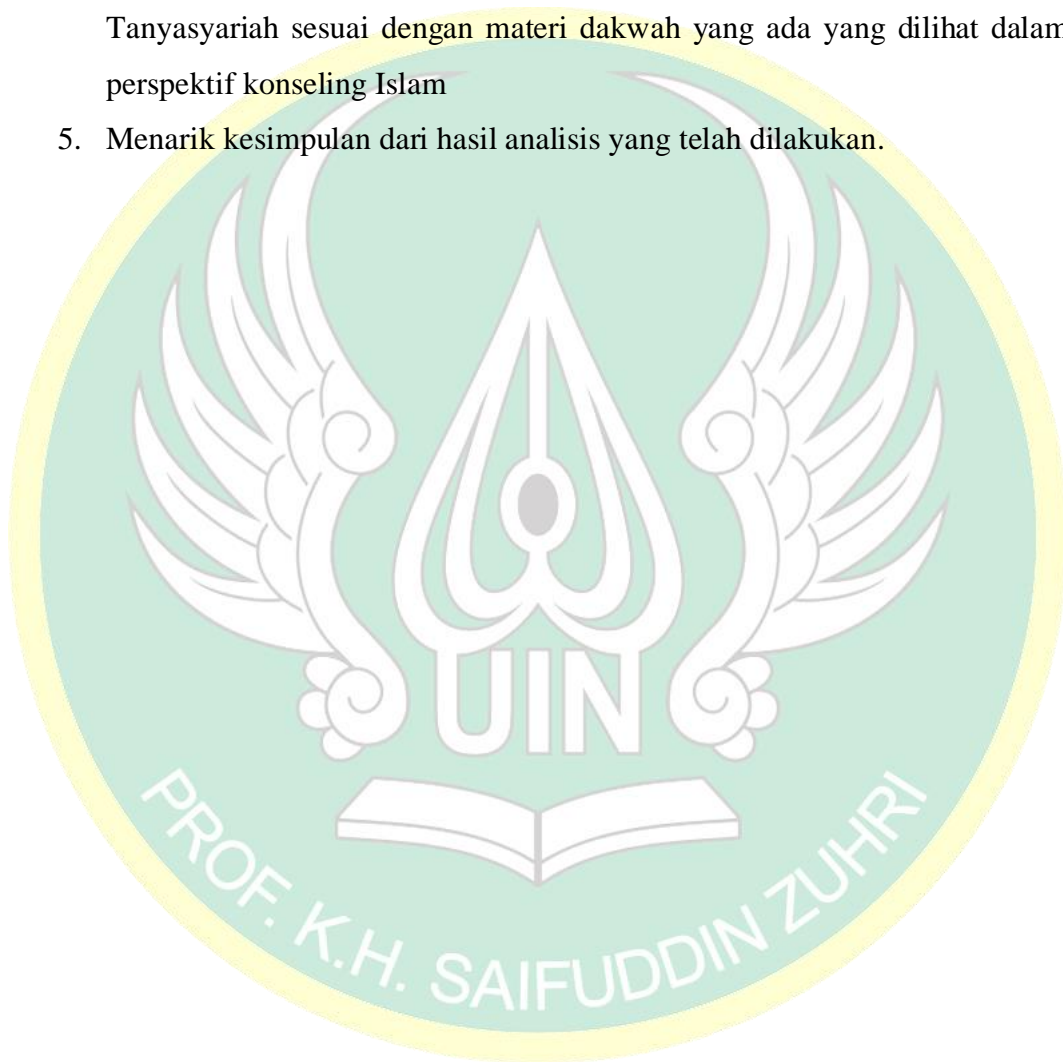 Tanyasyariah sesuai dengan materi dakwah yang ada yang dilihat dalam
perspektif konseling Islam
5. Menarik kesimpulan dari hasil analisis yang telah dilakukan.
UIN
PROF. K.H. SAIFUDDIN ZUHRI